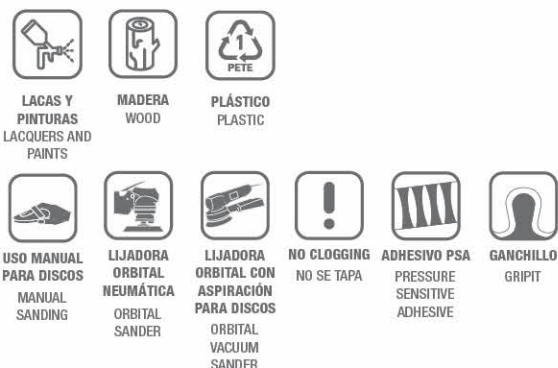 1
PETE
LACAS Y
PINTURAS
LACQUERS AND
PAINTS
MADERA
WOOD
PLÁSTICO
PLASTIC
USO MANUAL
PARA DISCOS
MANUAL
SANDING
LIJADORA
ORBITAL
NEUMÁTICA
ORBITAL
SANDER
LIJADORA
ORBITAL CON
ASPIRACIÓN
PARA DISCOS
ORBITAL
VACUUM
SANDER
NO CLOGGING
NO SE TAPA
ADHESIVO PSA
PRESSURE
SENSITIVE
ADHESIVE
GANCHILLO
GRIPIT